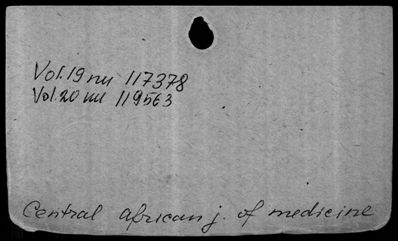 Vol. 19 nu 117378
Vol. 20 nu 119563
Central african j. of medicine